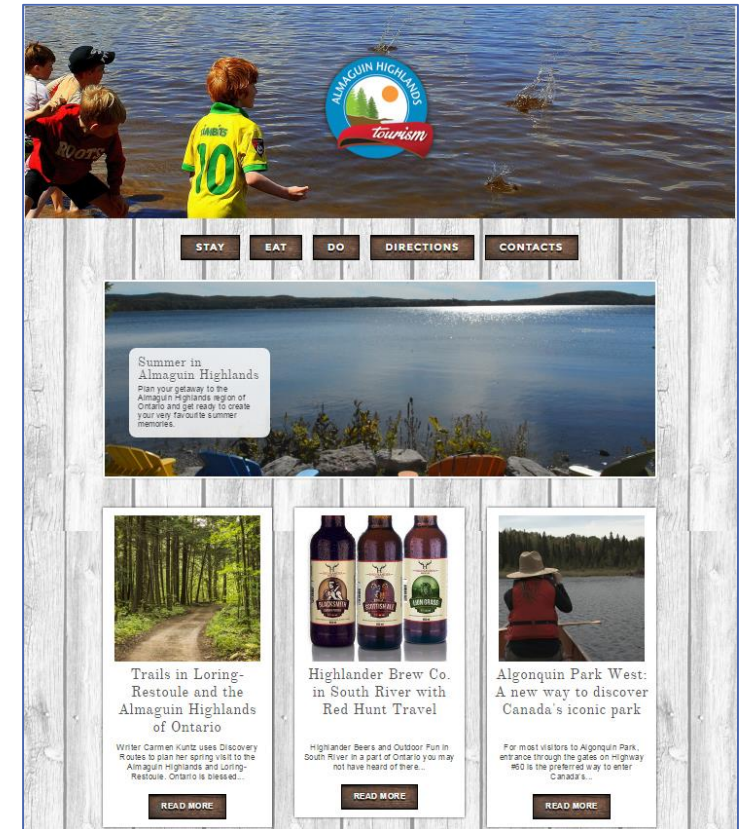 ALMAGUIN HIGHLANDS
tourism
ROOTS
10
STAY
EAT
DO
DIRECTIONS
CONTACTS
Summer in
Almaguin Highlands
Plan your getaway to the
Almaguin Highlands region of
Ontario and get ready to create
your very favourite summer
memories.
BLACKSMITH
SCOTTISH ALE
Trails in Loring-
Restoule and the
Almaguin Highlands
of Ontario
Writer Carmen Kuntz uses Discovery
Routes to plan her spring visit to the
Almaguin Highlands and Loring-
Restoule. Ontario is blessed...
READ MORE
Highlander Brew Co.
in South River with
Red Hunt Travel
Highlander Beers and Outdoor Fun in
South River in a part of Ontario you may
not have heard of there...
READ MORE
Algonquin Park West:
A new way to discover
Canada's iconic park
For most visitors to Algonquin Park,
entrance through the gates on Highway
#60 is the preferred way to enter
Canada's...
READ MORE